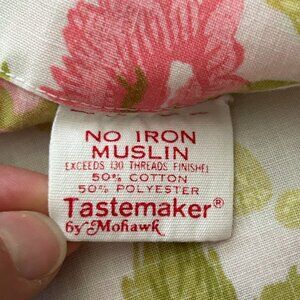 NO IRON
MUSLIN
EXCEEDS 130 THREADS FINISHED
50% COTTON
50% POLYESTER
Tastemaker®
by Mohawk